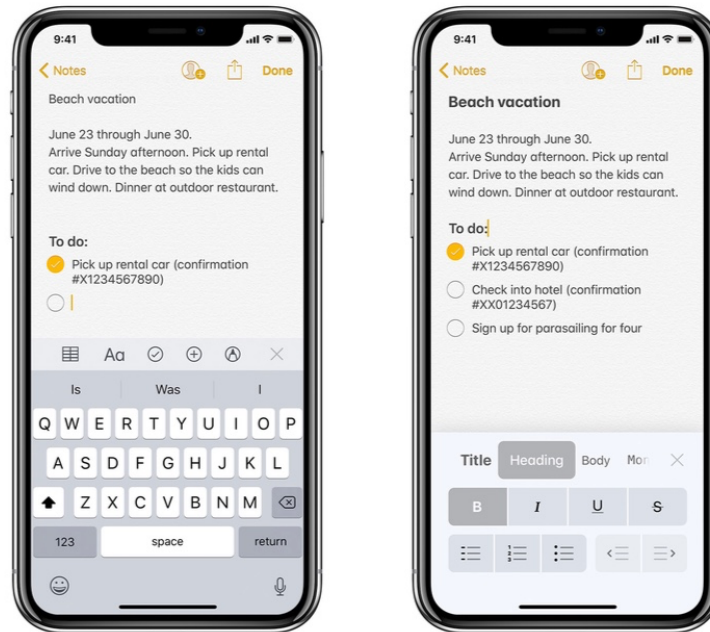 9:41
Notes
Done
Beach vacation
June 23 through June 30.
Arrive Sunday afternoon. Pick up rental
car. Drive to the beach so the kids can
wind down. Dinner at outdoor restaurant.
To do:
Pick up rental car (confirmation
#X1234567890)
Aa
Is Was I
Q W E R T Y U I O P
A S D F G H J K L
Z X C V B N M
123 space return
9:41
Notes
Done
Beach vacation
June 23 through June 30.
Arrive Sunday afternoon. Pick up rental
car. Drive to the beach so the kids can
wind down. Dinner at outdoor restaurant.
To do:
Pick up rental car (confirmation
#X1234567890)
Check into hotel (confirmation
#XX01234567)
Sign up for parasailing for four
Title Heading Body Mon
B I U S